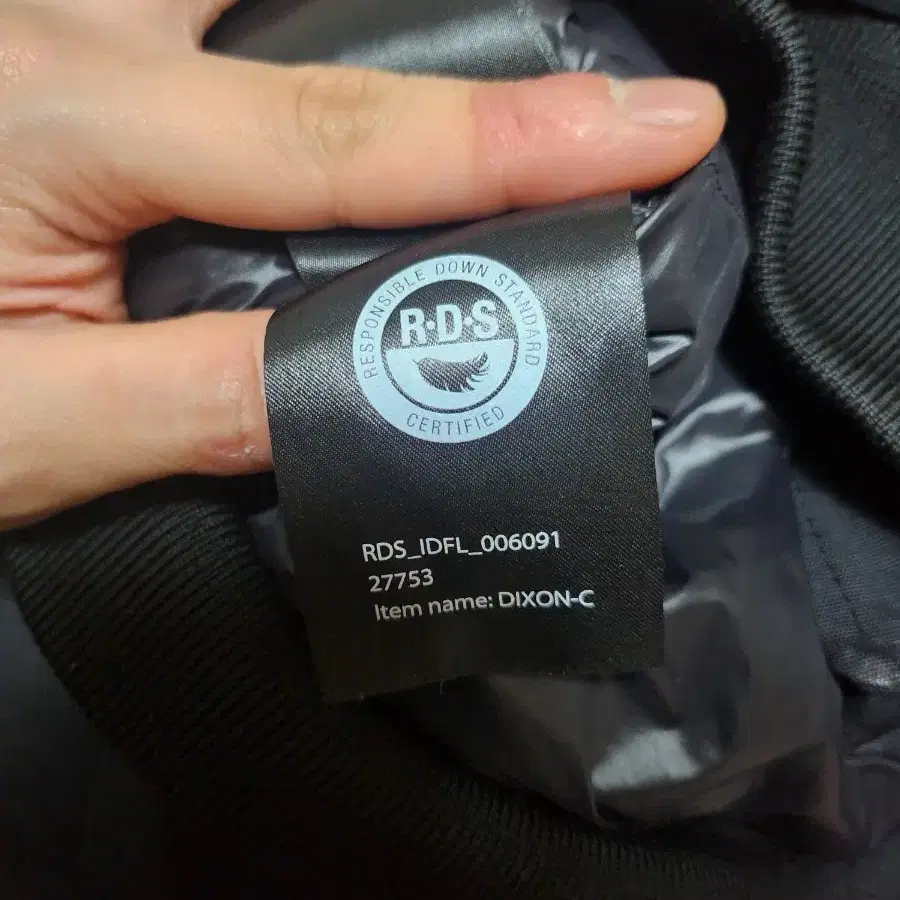 RESPONSIBLE DOWN STANDARD
R·D·S
CERTIFIED
RDS_IDFL_006091
27753
Item name: DIXON-C